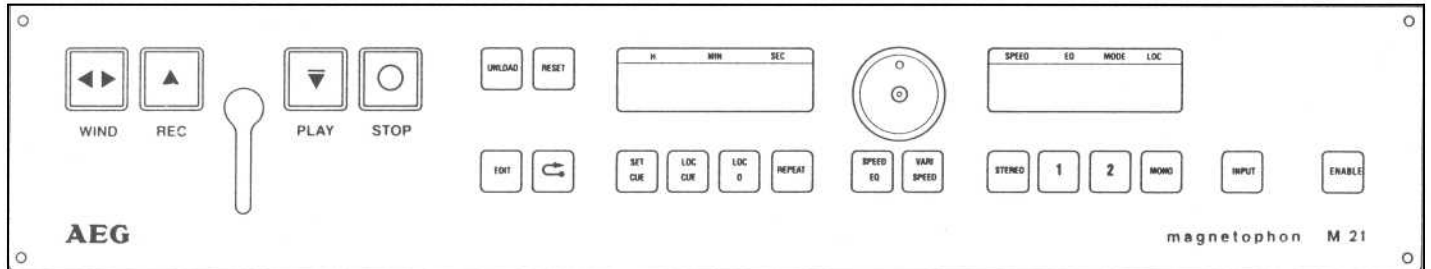 UNLOAD RESET
H MIN SEC
SPEED EQ MODE LOC
WIND REC PLAY STOP
EDIT
SET CUE
LOC CUE
LOC 0
REPEAT
SPEED EQ
VARI SPEED
STEREO
1
2
MONO
INPUT
ENABLE
AEG
magnetophon M 21